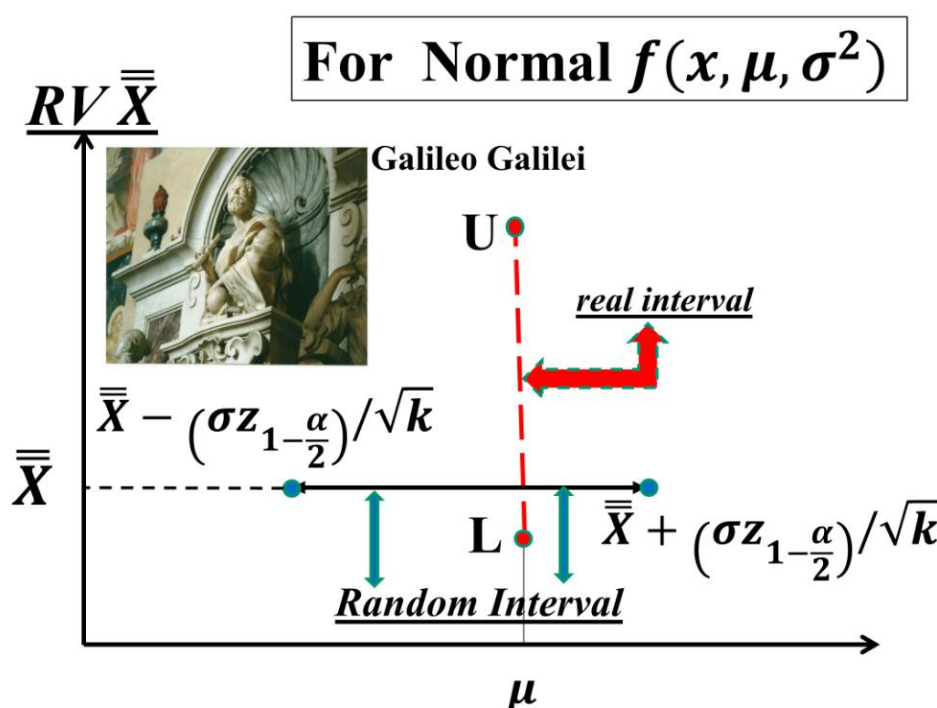 For Normal f(x, μ, σ²)
RV X̿
Galileo Galilei
U
real interval
X̿ − (σz₁₋α/2)/√k
X̿
L
X̿ + (σz₁₋α/2)/√k
Random Interval
μ